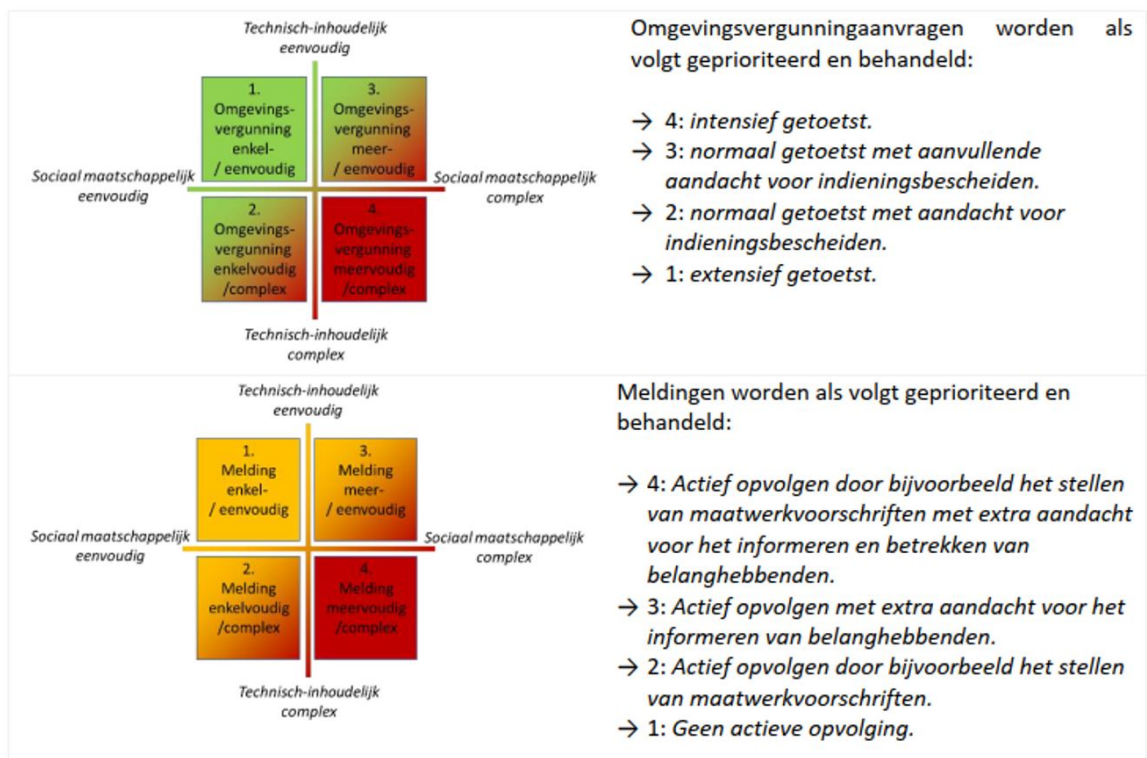 Technisch-inhoudelijk
eenvoudig
1.
Omgevings-
vergunning
enkel-
/ eenvoudig
3.
Omgevings-
vergunning
meer-
/ eenvoudig
Sociaal maatschappelijk
eenvoudig
Sociaal maatschappelijk
complex
2.
Omgevings-
vergunning
enkelvoudig
/complex
4.
Omgevings-
vergunning
meervoudig
/complex
Technisch-inhoudelijk
complex
Omgevingsvergunningaanvragen worden als
volgt geprioriteerd en behandeld:
→ 4: intensief getoetst.
→ 3: normaal getoetst met aanvullende
aandacht voor indieningsbescheiden.
→ 2: normaal getoetst met aandacht voor
indieningsbescheiden.
→ 1: extensief getoetst.
Technisch-inhoudelijk
eenvoudig
1.
Melding
enkel-
/ eenvoudig
3.
Melding
meer-
/ eenvoudig
Sociaal maatschappelijk
eenvoudig
Sociaal maatschappelijk
complex
2.
Melding
enkelvoudig
/complex
4.
Melding
meervoudig
/complex
Technisch-inhoudelijk
complex
Meldingen worden als volgt geprioriteerd en
behandeld:
→ 4: Actief opvolgen door bijvoorbeeld het stellen
van maatwerkvoorschriften met extra aandacht
voor het informeren en betrekken van
belanghebbenden.
→ 3: Actief opvolgen met extra aandacht voor het
informeren van belanghebbenden.
→ 2: Actief opvolgen door bijvoorbeeld het stellen
van maatwerkvoorschriften.
→ 1: Geen actieve opvolging.